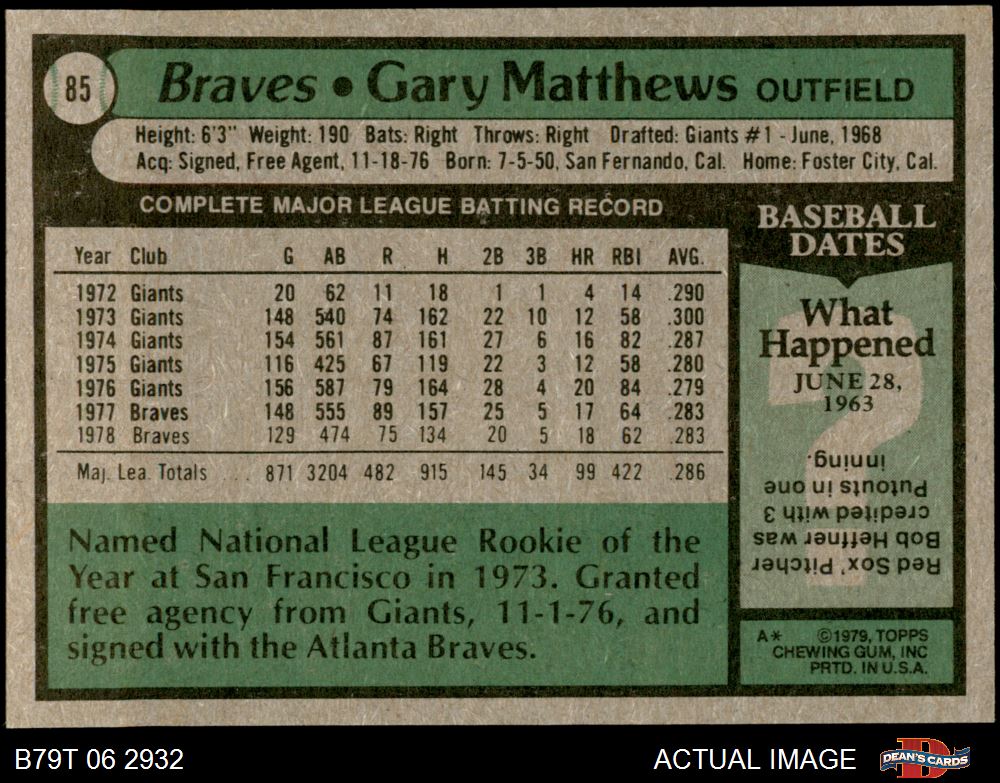 85
Braves • Gary Matthews OUTFIELD
Height: 6'3" Weight: 190 Bats: Right Throws: Right Drafted: Giants #1 - June, 1968
Acq: Signed, Free Agent, 11-18-76 Born: 7-5-50, San Fernando, Cal. Home: Foster City, Cal.
COMPLETE MAJOR LEAGUE BATTING RECORD
Year Club G AB R H 2B 3B HR RBI AVG.
1972 Giants 20 62 11 18 1 1 4 14 .290
1973 Giants 148 540 74 162 22 10 12 58 .300
1974 Giants 154 561 87 161 27 6 16 82 .287
1975 Giants 116 425 67 119 22 3 12 58 .280
1976 Giants 156 587 79 164 28 4 20 84 .279
1977 Braves 148 555 89 157 25 5 17 64 .283
1978 Braves 129 474 75 134 20 5 18 62 .283
Maj. Lea. Totals ... 871 3204 482 915 145 34 99 422 .286
Named National League Rookie of the
Year at San Francisco in 1973. Granted
free agency from Giants, 11-1-76, and
signed with the Atlanta Braves.
BASEBALL
DATES
What
Happened
JUNE 28,
1963
Red Sox' Pitcher
Bob Heffner was
credited with 3
Putouts in one
inning.
A* ©1979, TOPPS
CHEWING GUM, INC
PRTD. IN U.S.A.
B79T 06 2932
ACTUAL IMAGE
DEAN'S CARDS